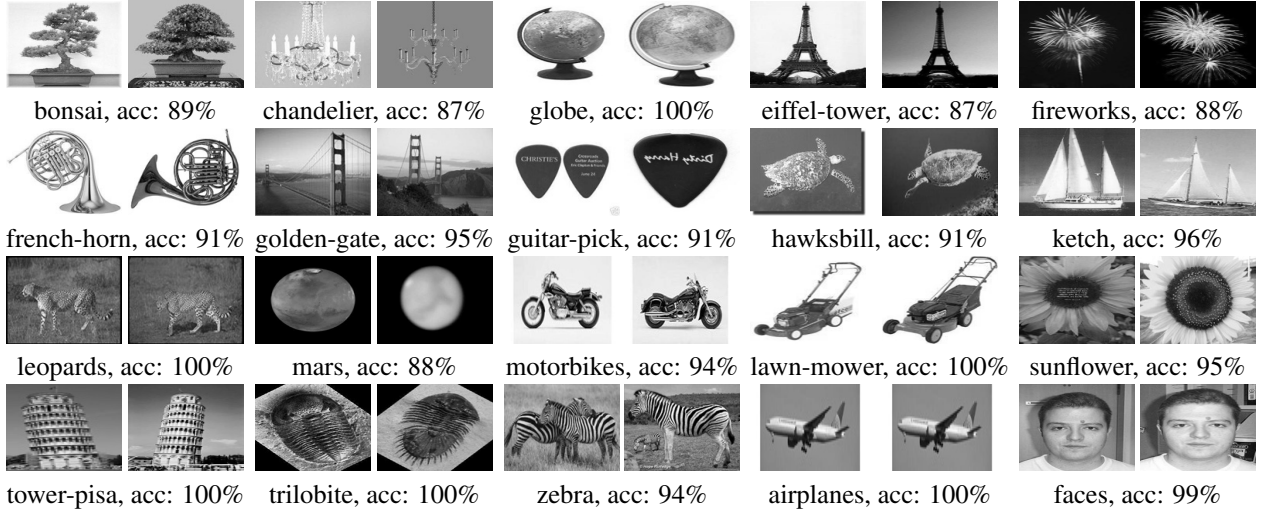 bonsai, acc: 89%
chandelier, acc: 87%
globe, acc: 100%
eiffel-tower, acc: 87%
fireworks, acc: 88%
CHRISTIE'S
Dirty Harry
french-horn, acc: 91%
golden-gate, acc: 95%
guitar-pick, acc: 91%
hawksbill, acc: 91%
ketch, acc: 96%
leopards, acc: 100%
mars, acc: 88%
motorbikes, acc: 94%
lawn-mower, acc: 100%
sunflower, acc: 95%
tower-pisa, acc: 100%
trilobite, acc: 100%
zebra, acc: 94%
airplanes, acc: 100%
faces, acc: 99%